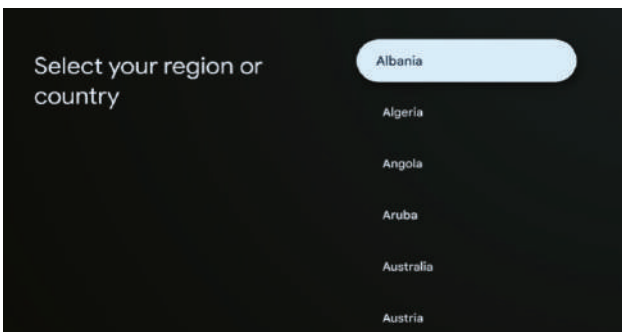 Select your region or
country
Albania
Algeria
Angola
Aruba
Australia
Austria